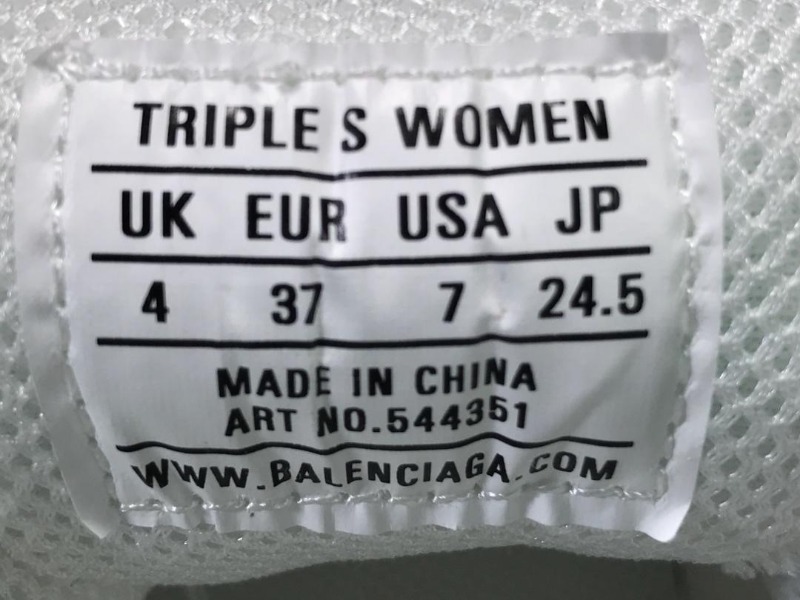 TRIPLE S WOMEN
UK EUR USA JP
4 37 7 24.5
MADE IN CHINA
ART NO.544351
WWW.BALENCIAGA.COM